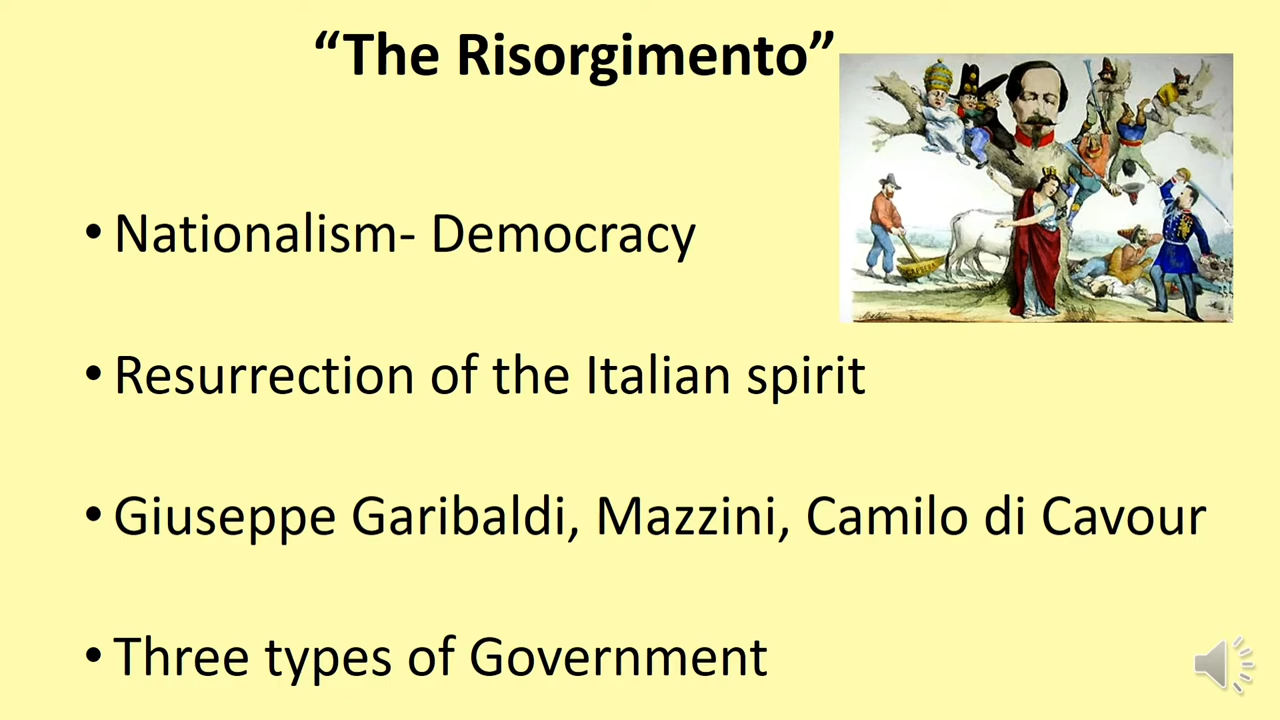 “The Risorgimento”
• Nationalism- Democracy
• Resurrection of the Italian spirit
• Giuseppe Garibaldi, Mazzini, Camilo di Cavour
• Three types of Government